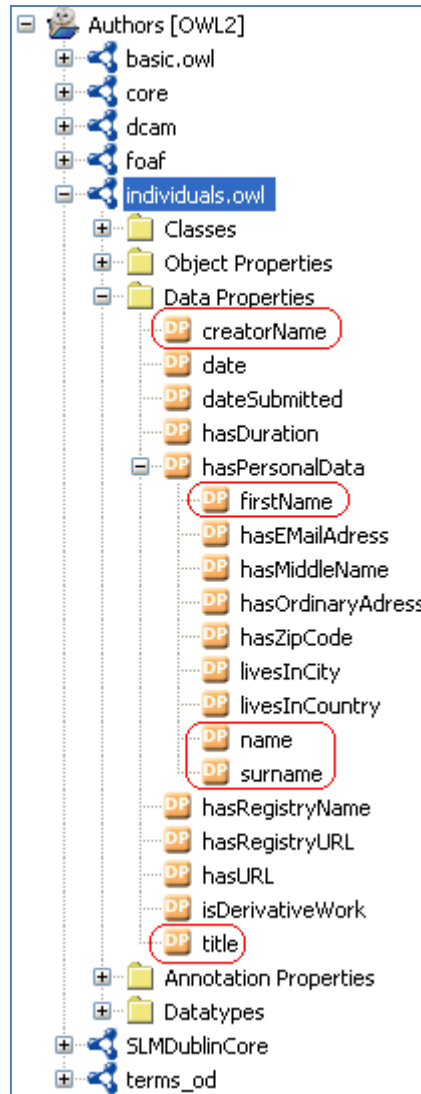 Authors [OWL2]
basic.owl
core
dcam
foaf
individuals.owl
Classes
Object Properties
Data Properties
DP creatorName
DP date
DP dateSubmitted
DP hasDuration
DP hasPersonalData
DP firstName
DP hasEMailAdress
DP hasMiddleName
DP hasOrdinaryAdress
DP hasZipCode
DP livesInCity
DP livesInCountry
DP name
DP surname
DP hasRegistryName
DP hasRegistryURL
DP hasURL
DP isDerivativeWork
DP title
Annotation Properties
Datatypes
SLMDublinCore
terms_od